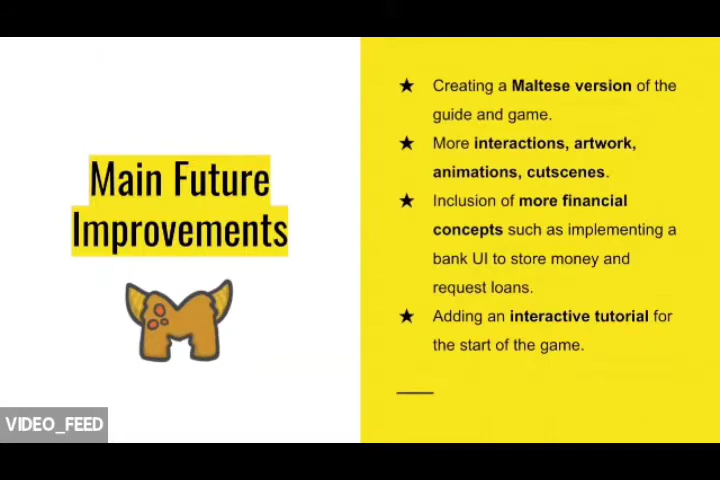 Main Future
Improvements
★ Creating a Maltese version of the
guide and game.
★ More interactions, artwork,
animations, cutscenes.
★ Inclusion of more financial
concepts such as implementing a
bank UI to store money and
request loans.
★ Adding an interactive tutorial for
the start of the game.
VIDEO_FEED